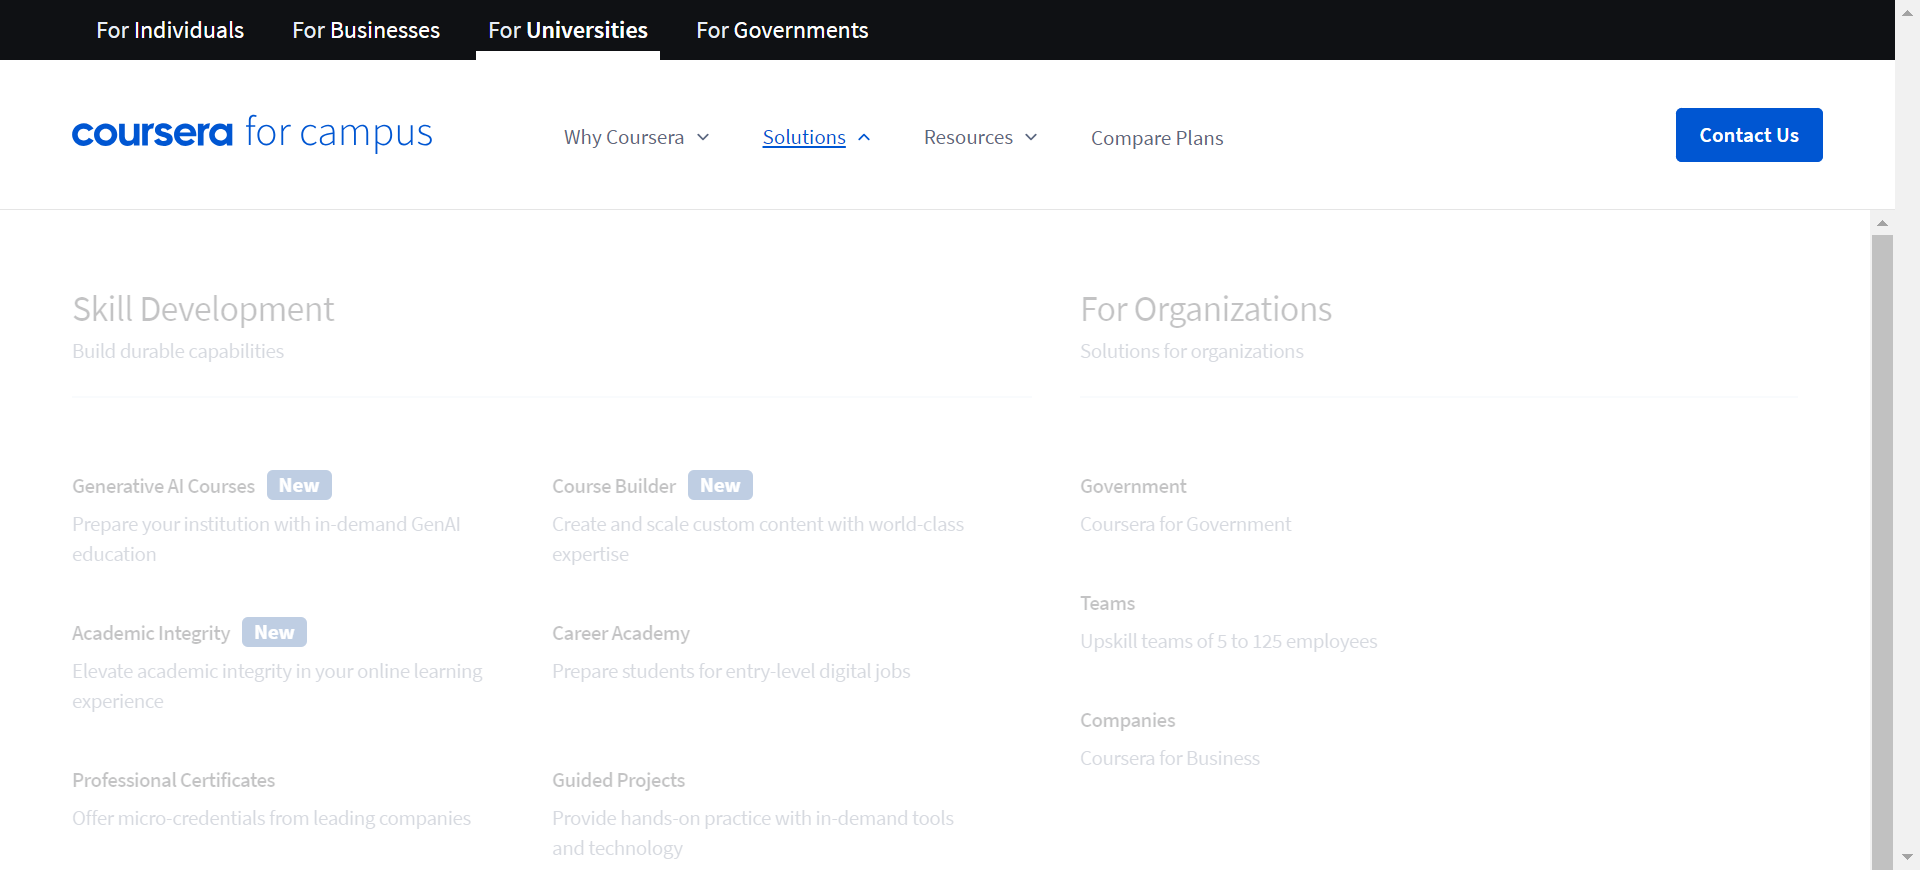 For Individuals
For Businesses
For Universities
For Governments
coursera for campus
Why Coursera
Solutions
Resources
Compare Plans
Contact Us
Skill Development
Build durable capabilities
Generative AI Courses New
Prepare your institution with in-demand GenAI
education
Academic Integrity New
Elevate academic integrity in your online learning
experience
Professional Certificates
Offer micro-credentials from leading companies
Course Builder New
Create and scale custom content with world-class
expertise
Career Academy
Prepare students for entry-level digital jobs
Guided Projects
Provide hands-on practice with in-demand tools
and technology
For Organizations
Solutions for organizations
Government
Coursera for Government
Teams
Upskill teams of 5 to 125 employees
Companies
Coursera for Business